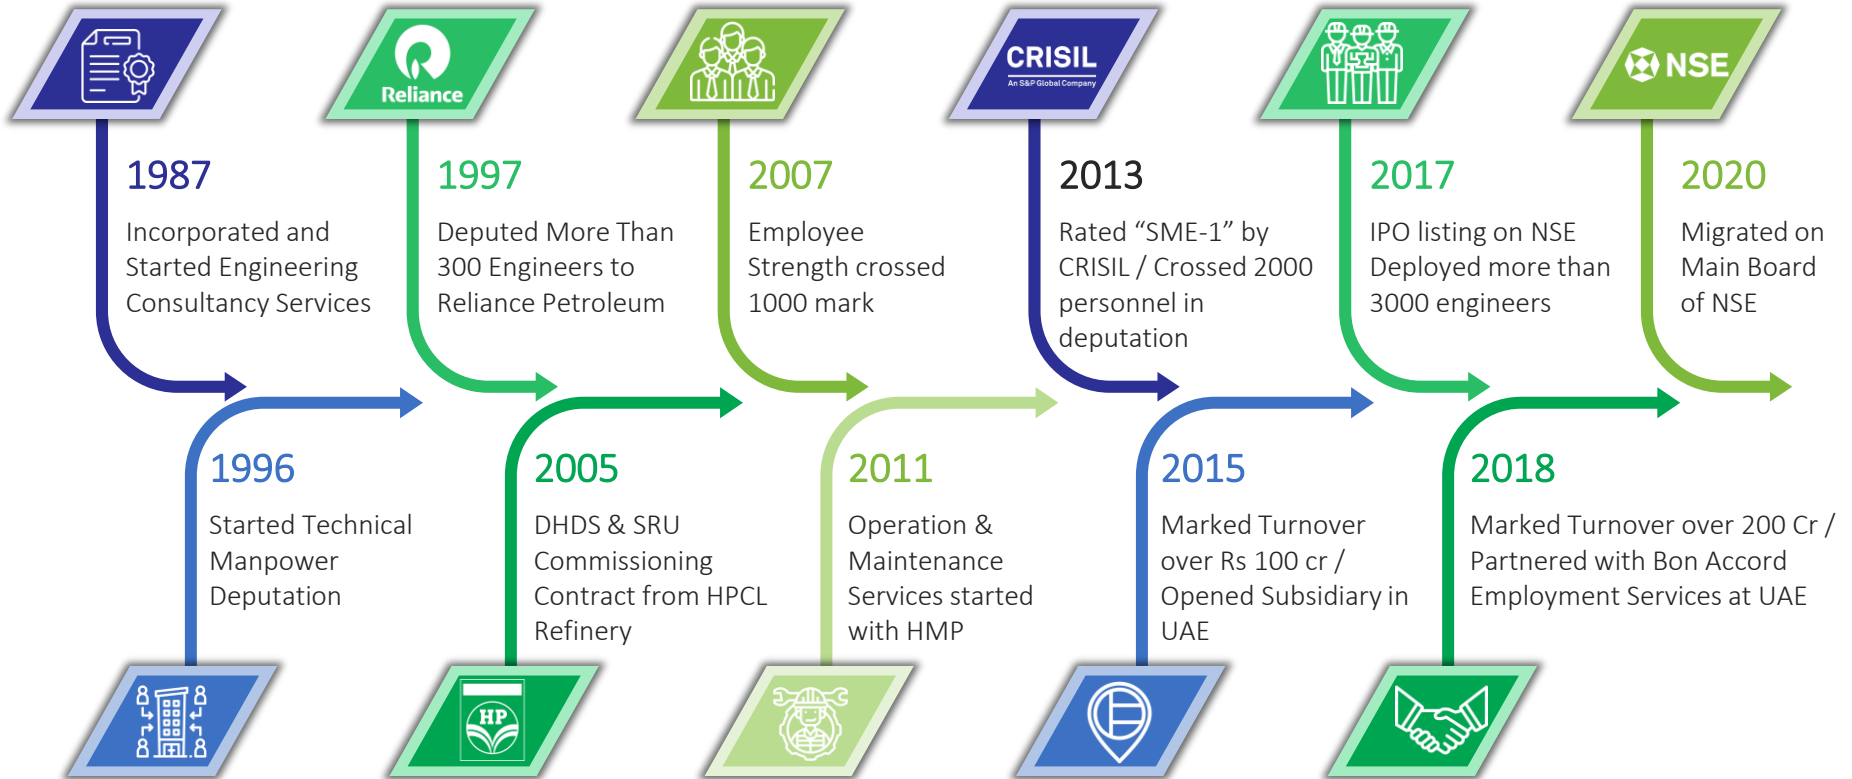 Reliance
CRISIL
An S&P Global Company
NSE
1987
Incorporated and
Started Engineering
Consultancy Services
1997
Deputed More Than
300 Engineers to
Reliance Petroleum
2007
Employee
Strength crossed
1000 mark
2013
Rated “SME-1” by
CRISIL / Crossed 2000
personnel in
deputation
2017
IPO listing on NSE
Deployed more than
3000 engineers
2020
Migrated on
Main Board
of NSE
1996
Started Technical
Manpower
Deputation
2005
DHDS & SRU
Commissioning
Contract from HPCL
Refinery
2011
Operation &
Maintenance
Services started
with HMP
2015
Marked Turnover
over Rs 100 cr /
Opened Subsidiary in
UAE
2018
Marked Turnover over 200 Cr /
Partnered with Bon Accord
Employment Services at UAE
HP